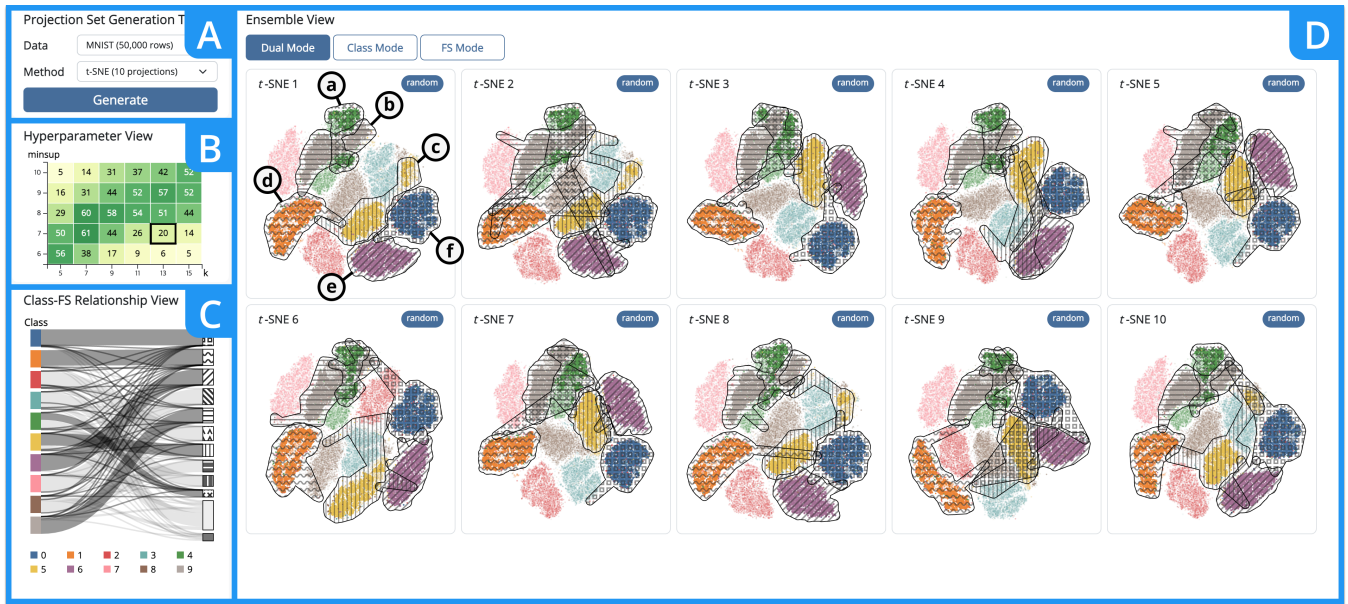 Projection Set Generation T
A
Data MNIST (50,000 rows)
Method t-SNE (10 projections)
Generate
Hyperparameter View
B
minsup
10 5 14 31 37 42 52
9 16 31 44 52 57 52
8 29 60 58 54 51 44
7 50 61 44 26 20 14
6 56 38 17 9 6 5
5 7 9 11 13 15 k
Class-FS Relationship View
C
Class
0 1 2 3 4
5 6 7 8 9
Ensemble View
D
Dual Mode Class Mode FS Mode
t-SNE 1 random
a
b
c
d
e
f
t-SNE 2 random
t-SNE 3 random
t-SNE 4 random
t-SNE 5 random
t-SNE 6 random
t-SNE 7 random
t-SNE 8 random
t-SNE 9 random
t-SNE 10 random